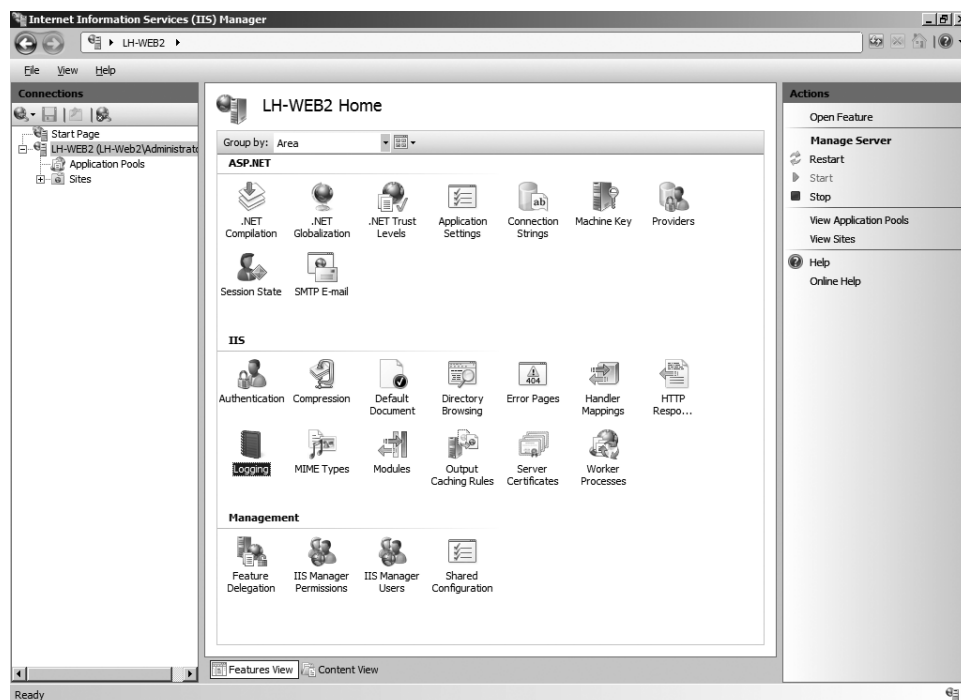 Internet Information Services (IIS) Manager
LH-WEB2
File View Help
Connections
Start Page
LH-WEB2 (LH-Web2\Administrato
Application Pools
Sites
LH-WEB2 Home
Group by: Area
ASP.NET
.NET Compilation
.NET Globalization
.NET Trust Levels
Application Settings
Connection Strings
Machine Key
Providers
Session State
SMTP E-mail
IIS
Authentication
Compression
Default Document
Directory Browsing
Error Pages
Handler Mappings
HTTP Respo...
Logging
MIME Types
Modules
Output Caching Rules
Server Certificates
Worker Processes
Management
Feature Delegation
IIS Manager Permissions
IIS Manager Users
Shared Configuration
Features View
Content View
Actions
Open Feature
Manage Server
Restart
Start
Stop
View Application Pools
View Sites
Help
Online Help
Ready